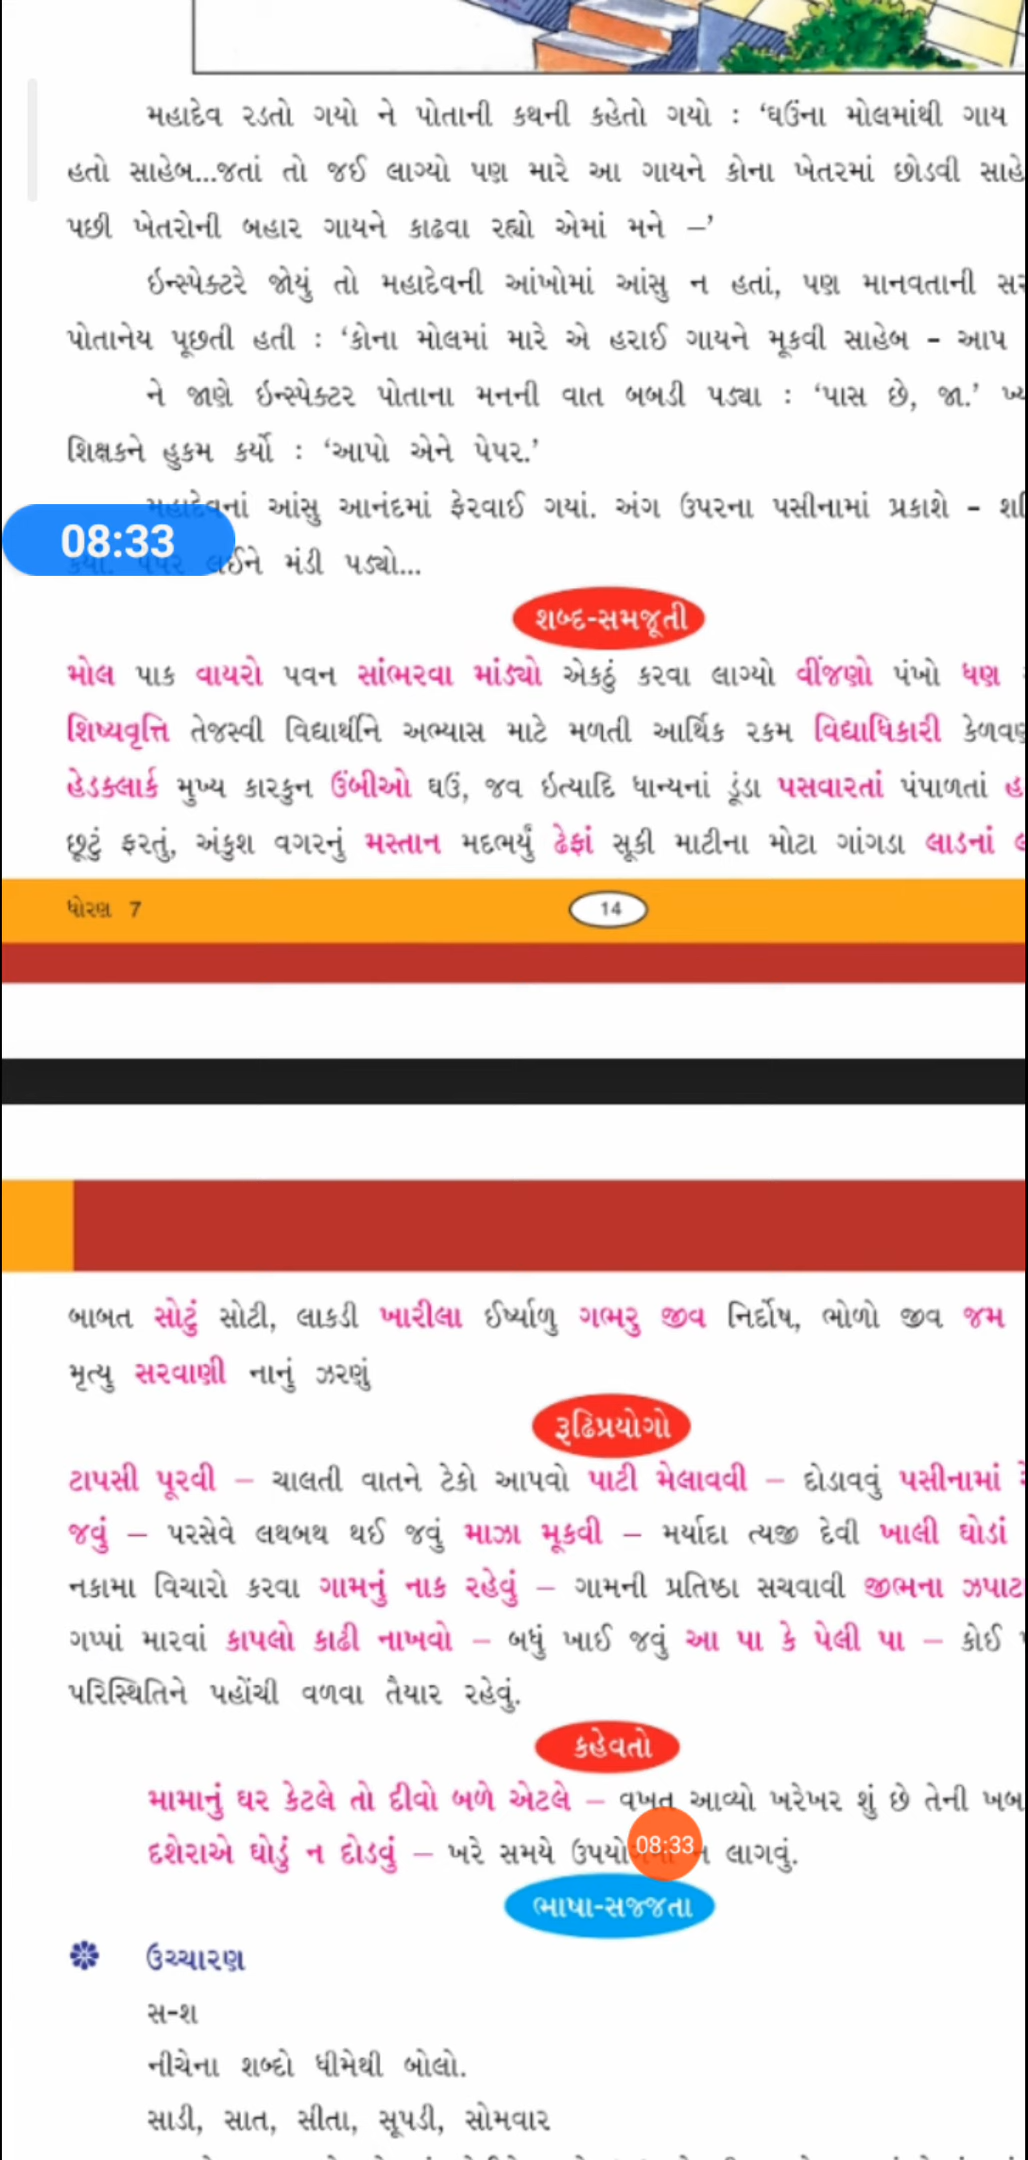 મહાદેવ રડતો ગયો ને પોતાની કથની કહેતો ગયો : ‘ઘઉંના મોલમાંથી ગાય
હતો સાહેબ...જતાં તો જઈ લાગ્યો પણ મારે આ ગાયને કોના ખેતરમાં છોડવી
પછી ખેતરોની બહાર ગાયને કાઢવા રહ્યો એમાં મને –’
ઇન્સ્પેક્ટરે જોયું તો મહાદેવની આંખોમાં આંસુ ન હતાં, પણ માનવતાની
પોતાનેય પૂછતી હતી : ‘કોના મોલમાં મારે એ હરાઈ ગાયને મૂકવી સાહેબ - આપ
ને જાણે ઇન્સ્પેક્ટર પોતાના મનની વાત બબડી પડ્યા : ‘પાસ છે, જા.’
શિક્ષકને હુકમ કર્યો : ‘આપો એને પેપર.’
મહાદેવનાં આંસુ આનંદમાં ફેરવાઈ ગયાં. અંગ ઉપરના પસીનામાં પ્રકાશે -
08:33
લઈને મંડી પડ્યો...
શબ્દ-સમજૂતી
મોલ પાક વાયરો પવન સાંભરવા માંડ્યો એકઠું કરવા લાગ્યો વીંજણો પંખો ધણ
શિષ્યવૃત્તિ તેજસ્વી વિદ્યાર્થીને અભ્યાસ માટે મળતી આર્થિક રકમ વિદ્યાધિકારી
હેડક્લાર્ક મુખ્ય કારકુન ઉંબીઓ ઘઉં, જવ ઇત્યાદિ ધાન્યનાં ડૂંડા પસવારતાં પંપાળતાં
છૂટું ફરતું, અંકુશ વગરનું મસ્તાન મદભર્યું ઢેફાં સૂકી માટીના મોટા ગાંગડા લાડનાં
ધોરણ 7
14
બાબત સોટું સોટી, લાકડી ખારીલા ઈર્ષ્યાળુ ગભરુ જીવ નિર્દોષ, ભોળો જીવ જમ
મૃત્યુ સરવાણી નાનું ઝરણું
રૂઢિપ્રયોગો
ટાપસી પૂરવી – ચાલતી વાતને ટેકો આપવો પાટી મેલાવવી – દોડાવવું પસીનામાં
જવું – પરસેવે લથબથ થઈ જવું માઝા મૂકવી – મર્યાદા ત્યજી દેવી ખાલી ઘોડાં
નકામા વિચારો કરવા ગામનું નાક રહેવું – ગામની પ્રતિષ્ઠા સચવાવી જીભના
ગપ્પાં મારવાં કાપલો કાઢી નાખવો – બધું ખાઈ જવું આ પા કે પેલી પા – કોઈ
પરિસ્થિતિને પહોંચી વળવા તૈયાર રહેવું.
કહેવતો
મામાનું ઘર કેટલે તો દીવો બળે એટલે – વખત આવ્યો ખરેખર શું છે તેની
દશેરાએ ઘોડું ન દોડવું – ખરે સમયે ન લાગવું.
08:33
ભાષા-સજ્જતા
ઉચ્ચારણ
સ-શ
નીચેના શબ્દો ધીમેથી બોલો.
સાડી, સાત, સીતા, સૂપડી, સોમવાર